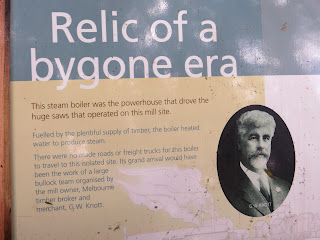 Relic of a
bygone era
This steam boiler was the powerhouse that drove the
huge saws that operated on this mill site.
Fuelled by the plentiful supply of timber, the boiler heated
water to produce steam.
There were no made roads or freight trucks for this boiler
to travel to this isolated site. Its grand arrival would have
been the work of a large
bullock team organised by
the mill owner, Melbourne
timber broker and
merchant, G.W. Knott.
G.W. KNOTT